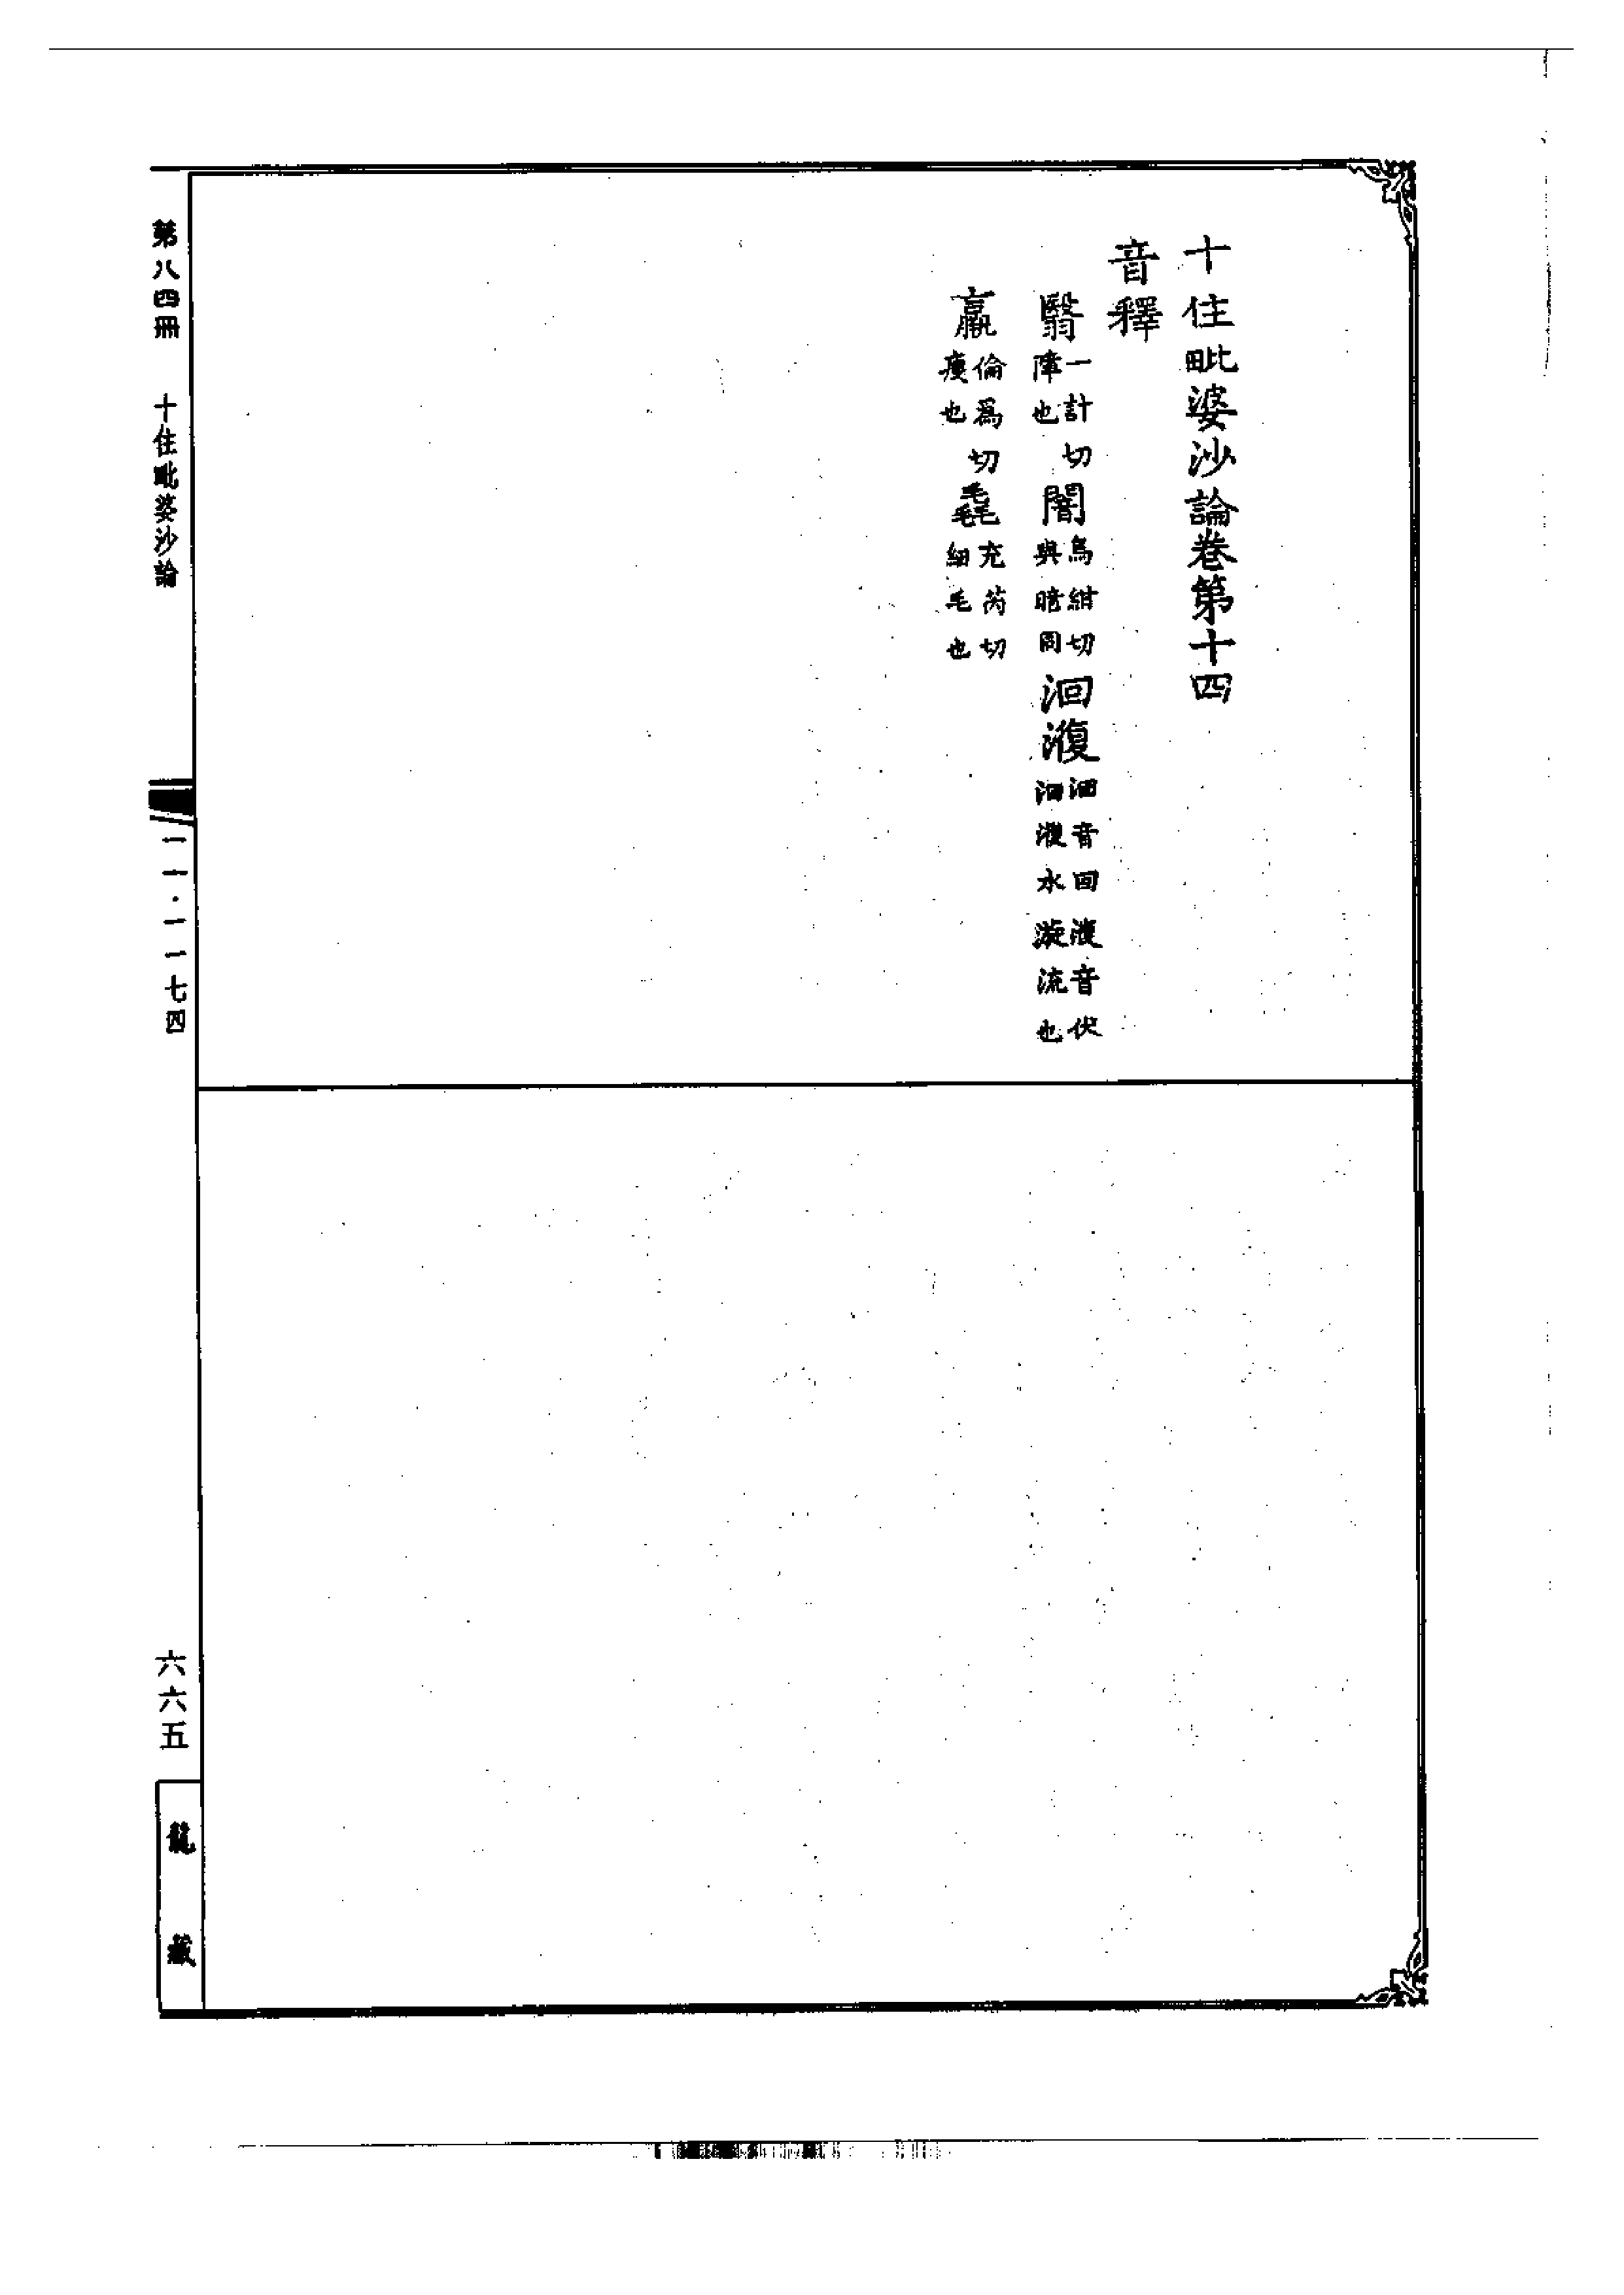 十住毗婆沙論卷第十四
音釋
翳一計切障也闇烏紺切與暗同洄澓洄音回澓音伏洄澓水漩流也
羸倫為切瘦也毳充芮切細毛也
第八四冊 十住毗婆沙論 一一·一一七四 六六五 龍藏